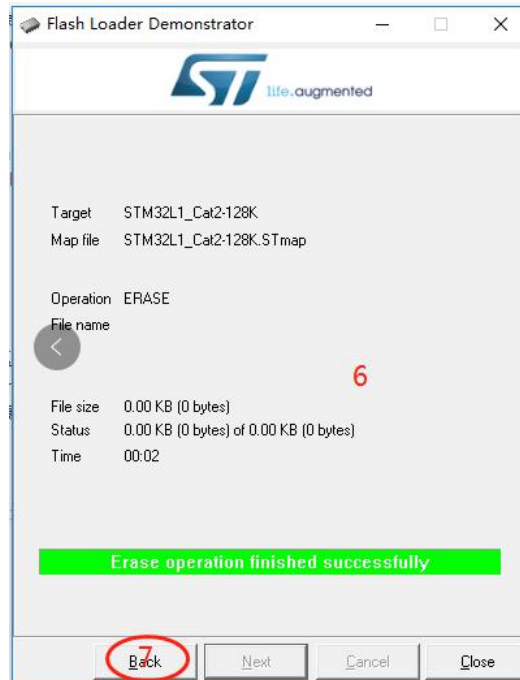 Flash Loader Demonstrator
ST life.augmented
Target STM32L1_Cat2-128K
Map file STM32L1_Cat2-128K.STmap
Operation ERASE
File name
6
File size 0.00 KB (0 bytes)
Status 0.00 KB (0 bytes) of 0.00 KB (0 bytes)
Time 00:02
Erase operation finished successfully
7
Back Next Cancel Close